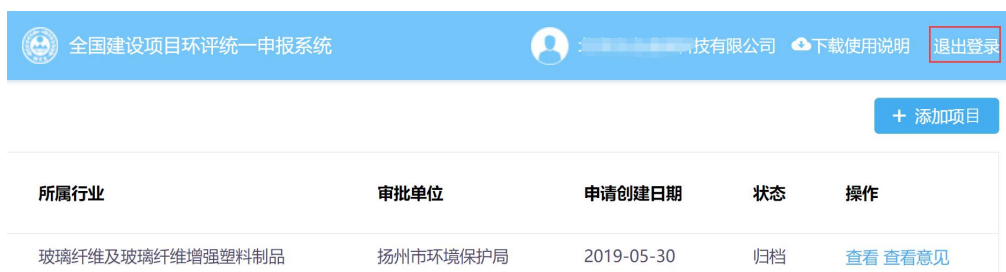 全国建设项目环评统一申报系统 技有限公司 下载使用说明 退出登录
+ 添加项目
所属行业 审批单位 申请创建日期 状态 操作
玻璃纤维及玻璃纤维增强塑料制品 扬州市环境保护局 2019-05-30 归档 查看 查看意见